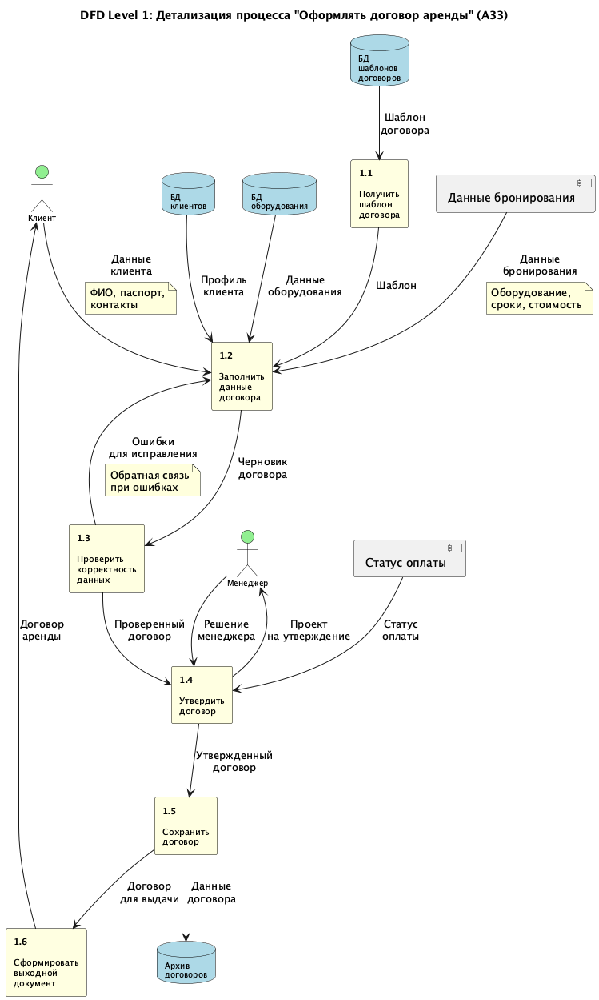 DFD Level 1: Детализация процесса "Оформлять договор аренды" (А33)
БД
шаблонов
договоров
Шаблон
договора
Клиент
БД
клиентов
БД
оборудования
1.1
Получить
шаблон
договора
Данные бронирования
Данные
клиента
ФИО, паспорт,
контакты
Профиль
клиента
Данные
оборудования
Шаблон
Данные
бронирования
Оборудование,
сроки, стоимость
1.2
Заполнить
данные
договора
Ошибки
для исправления
Обратная связь
при ошибках
Черновик
договора
1.3
Проверить
корректность
данных
Менеджер
Статус оплаты
Договор
аренды
Проверенный
договор
Решение
менеджера
Проект
на утверждение
Статус
оплаты
1.4
Утвердить
договор
Утвержденный
договор
1.5
Сохранить
договор
Договор
для выдачи
Данные
договора
1.6
Сформировать
выходной
документ
Архив
договоров